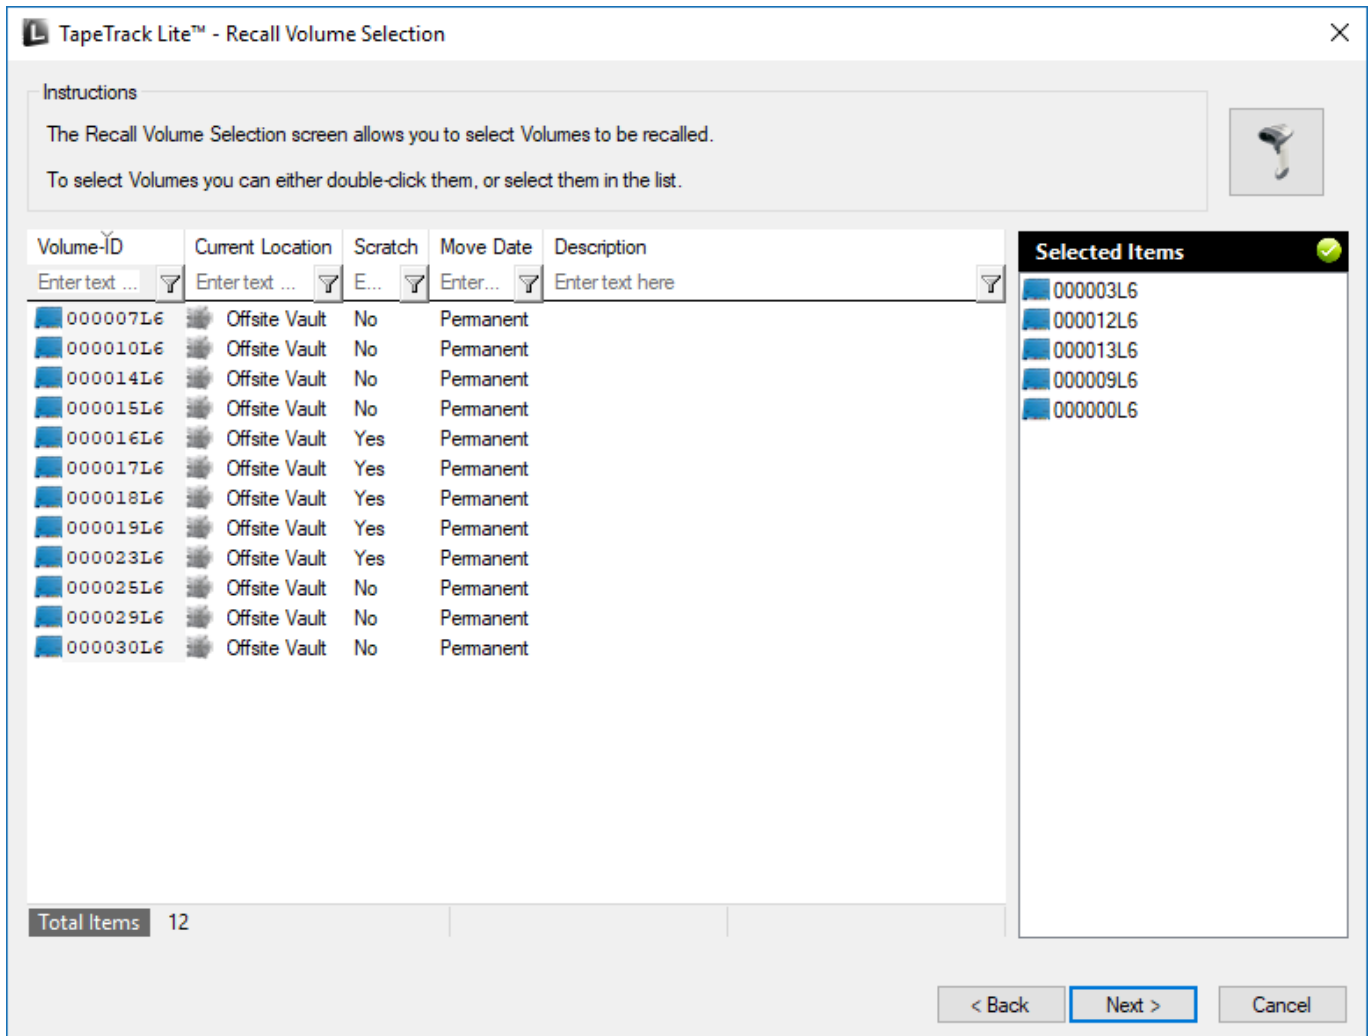 L TapeTrack Lite™ - Recall Volume Selection
Instructions
The Recall Volume Selection screen allows you to select Volumes to be recalled.
To select Volumes you can either double-click them, or select them in the list.
Volume-ID Current Location Scratch Move Date Description
Enter text ... Enter text ... E... Enter... Enter text here
000007L6 Offsite Vault No Permanent
000010L6 Offsite Vault No Permanent
000014L6 Offsite Vault No Permanent
000015L6 Offsite Vault No Permanent
000016L6 Offsite Vault Yes Permanent
000017L6 Offsite Vault Yes Permanent
000018L6 Offsite Vault Yes Permanent
000019L6 Offsite Vault Yes Permanent
000023L6 Offsite Vault Yes Permanent
000025L6 Offsite Vault No Permanent
000029L6 Offsite Vault No Permanent
000030L6 Offsite Vault No Permanent
Total Items 12
Selected Items
000003L6
000012L6
000013L6
000009L6
000000L6
< Back Next > Cancel